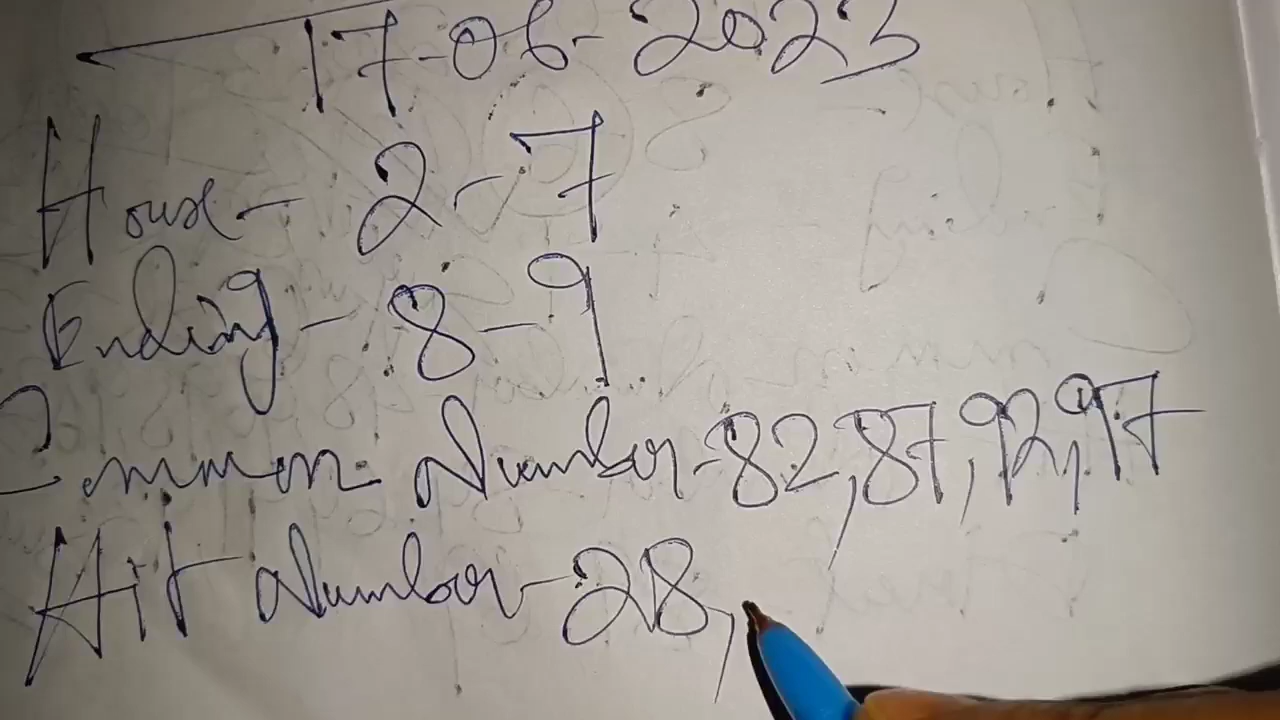 17-06-2023
House - 2-7
Ending - 8-9
Common Number - 82, 87, 92, 97
Hit Number - 28,